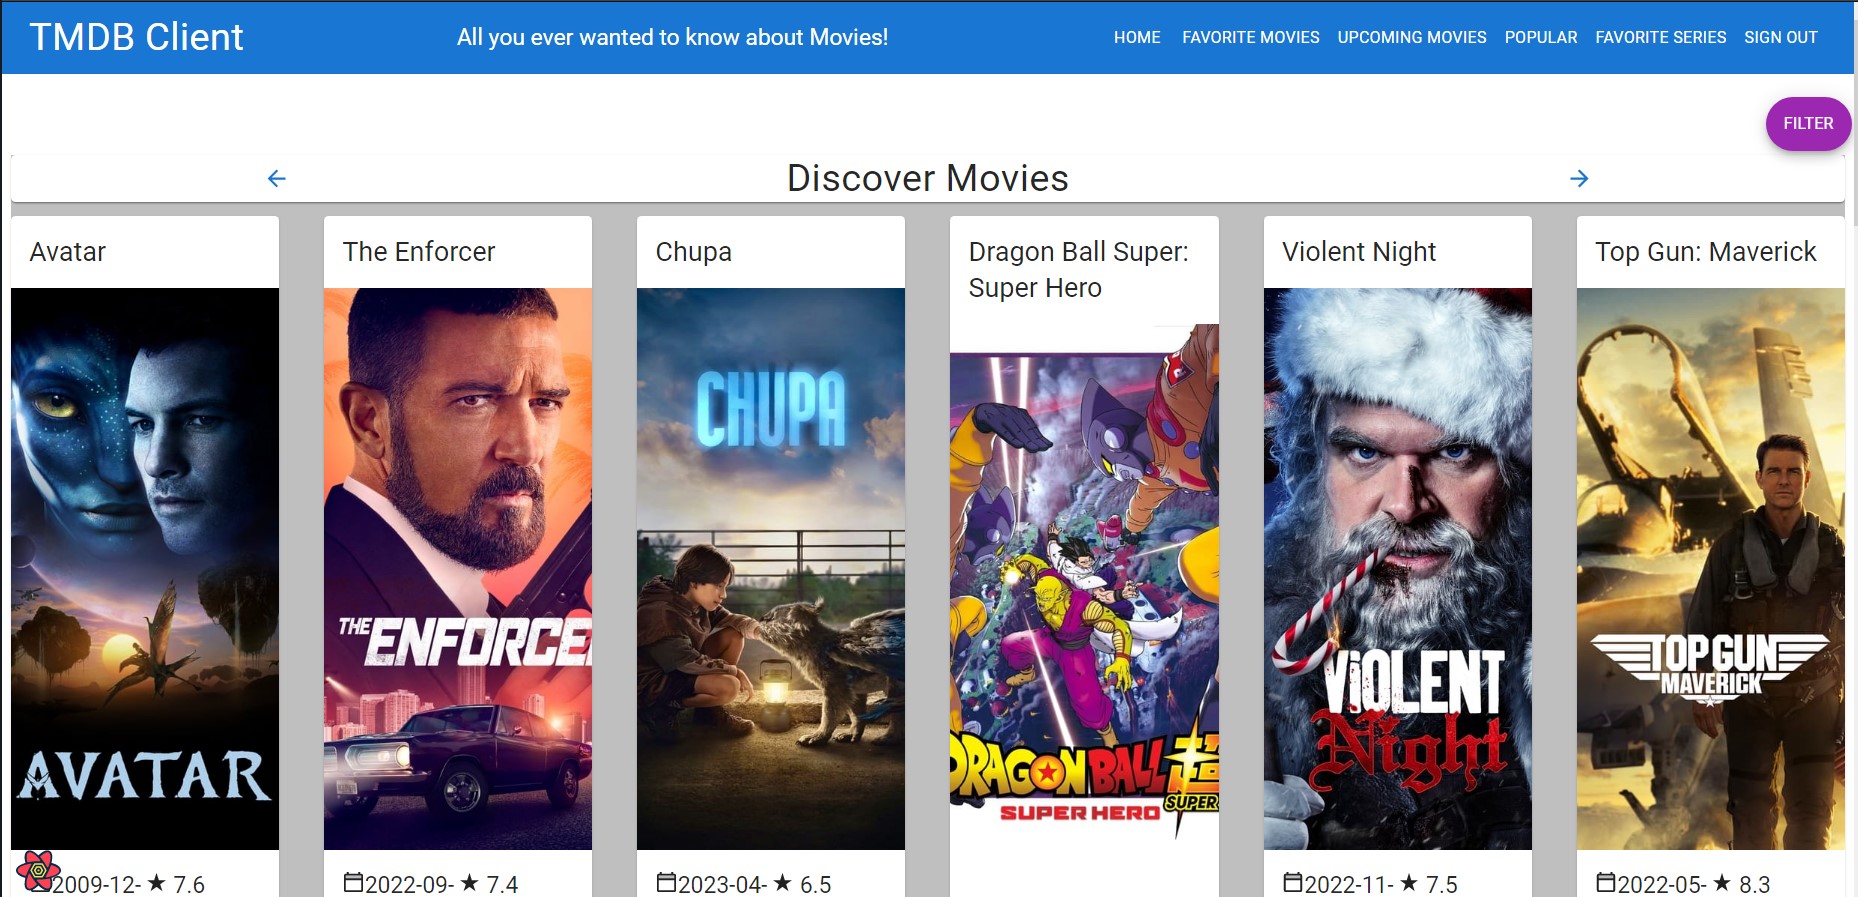 TMDB Client
All you ever wanted to know about Movies!
HOME FAVORITE MOVIES UPCOMING MOVIES POPULAR FAVORITE SERIES SIGN OUT
FILTER
Discover Movies
Avatar
AVATAR
2009-12- ★ 7.6
The Enforcer
THE ENFORCE
2022-09- ★ 7.4
Chupa
CHUPA
2023-04- ★ 6.5
Dragon Ball Super:
Super Hero
DRAGON BALL
SUPER
SUPER HERO
Violent Night
VIOLENT
Night
2022-11- ★ 7.5
Top Gun: Maverick
TOP GUN
MAVERICK
2022-05- ★ 8.3